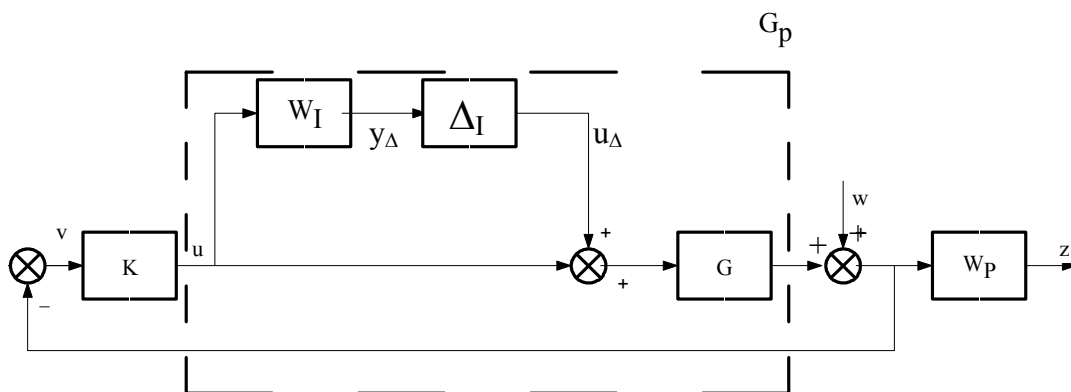 G_p
W_I
y_Δ
Δ_I
u_Δ
w
+
+
+
v
K
u
+
+
G
W_P
z
−